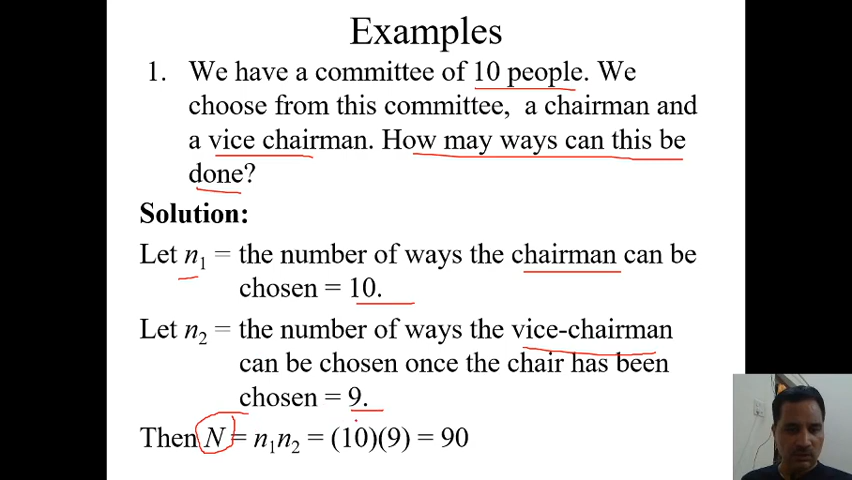 Examples
1. We have a committee of 10 people. We
choose from this committee, a chairman and
a vice chairman. How may ways can this be
done?
Solution:
Let n₁ = the number of ways the chairman can be
chosen = 10.
Let n₂ = the number of ways the vice-chairman
can be chosen once the chair has been
chosen = 9.
Then N = n₁n₂ = (10)(9) = 90